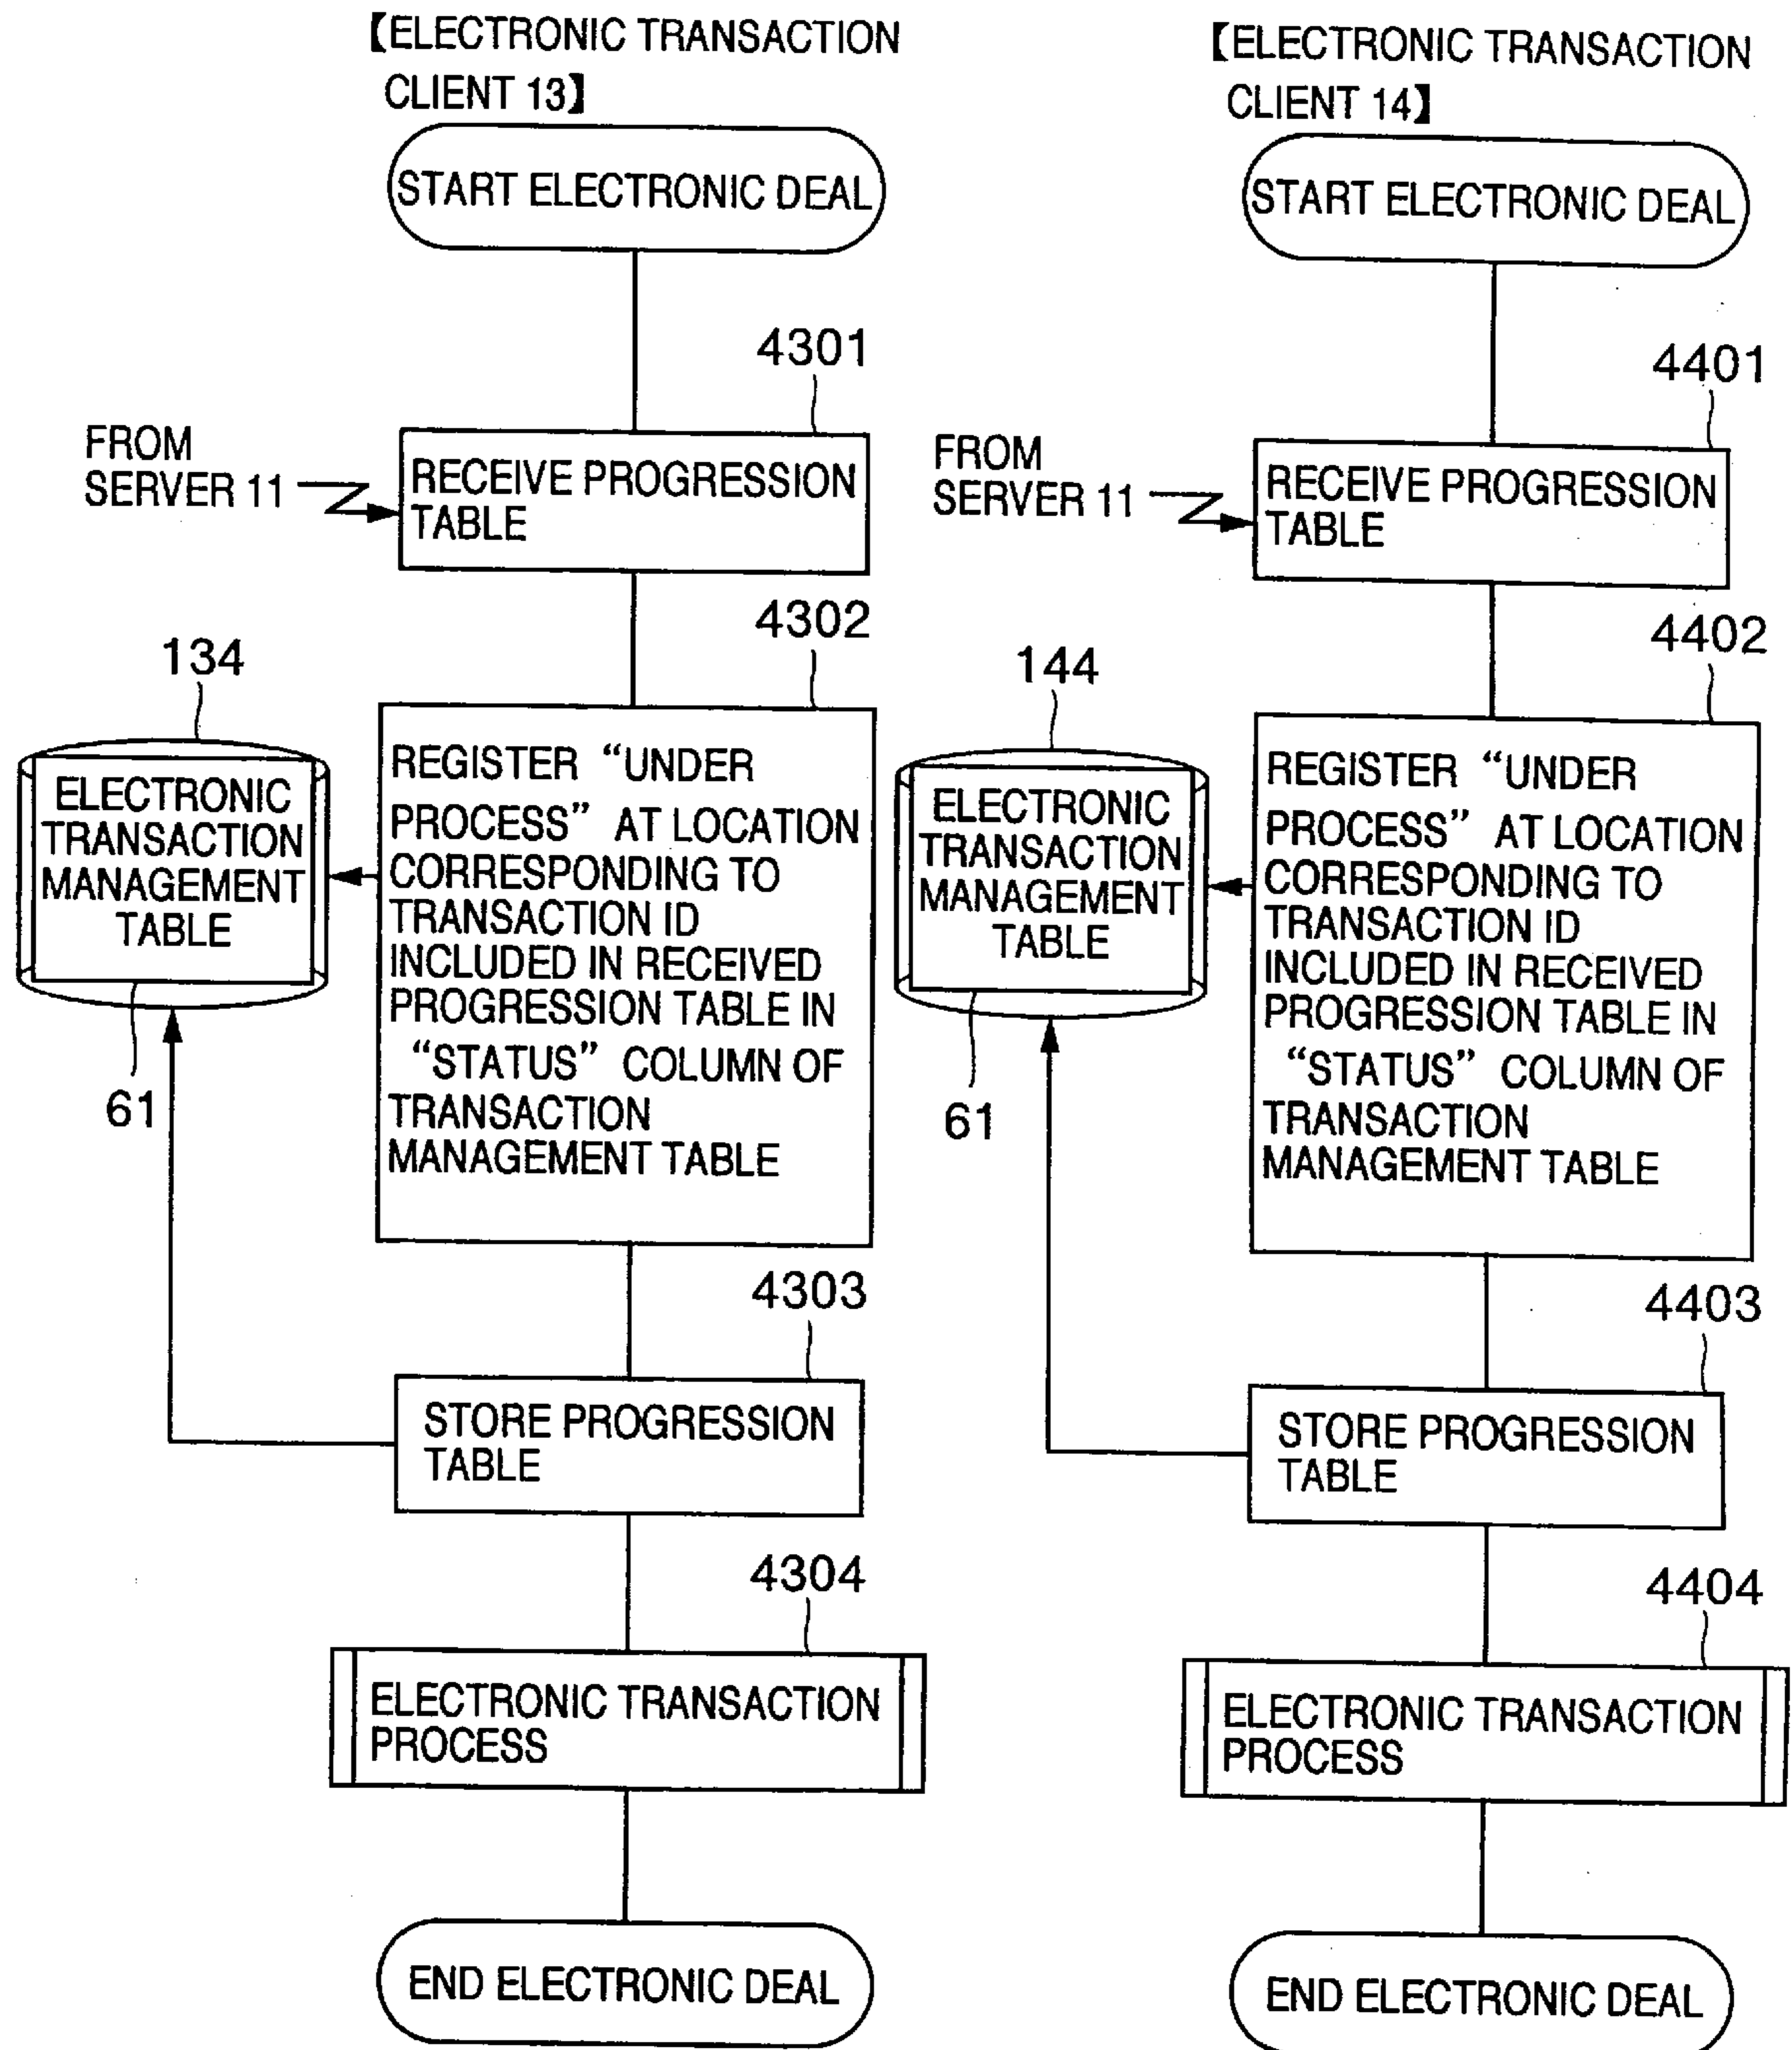 【ELECTRONIC TRANSACTION
CLIENT 13】
START ELECTRONIC DEAL
4301
FROM
SERVER 11
RECEIVE PROGRESSION
TABLE
4302
134
ELECTRONIC
TRANSACTION
MANAGEMENT
TABLE
61
REGISTER “UNDER
PROCESS” AT LOCATION
CORRESPONDING TO
TRANSACTION ID
INCLUDED IN RECEIVED
PROGRESSION TABLE IN
“STATUS” COLUMN OF
TRANSACTION
MANAGEMENT TABLE
4303
STORE PROGRESSION
TABLE
4304
ELECTRONIC TRANSACTION
PROCESS
END ELECTRONIC DEAL
【ELECTRONIC TRANSACTION
CLIENT 14】
START ELECTRONIC DEAL
4401
FROM
SERVER 11
RECEIVE PROGRESSION
TABLE
4402
144
ELECTRONIC
TRANSACTION
MANAGEMENT
TABLE
61
REGISTER “UNDER
PROCESS” AT LOCATION
CORRESPONDING TO
TRANSACTION ID
INCLUDED IN RECEIVED
PROGRESSION TABLE IN
“STATUS” COLUMN OF
TRANSACTION
MANAGEMENT TABLE
4403
STORE PROGRESSION
TABLE
4404
ELECTRONIC TRANSACTION
PROCESS
END ELECTRONIC DEAL